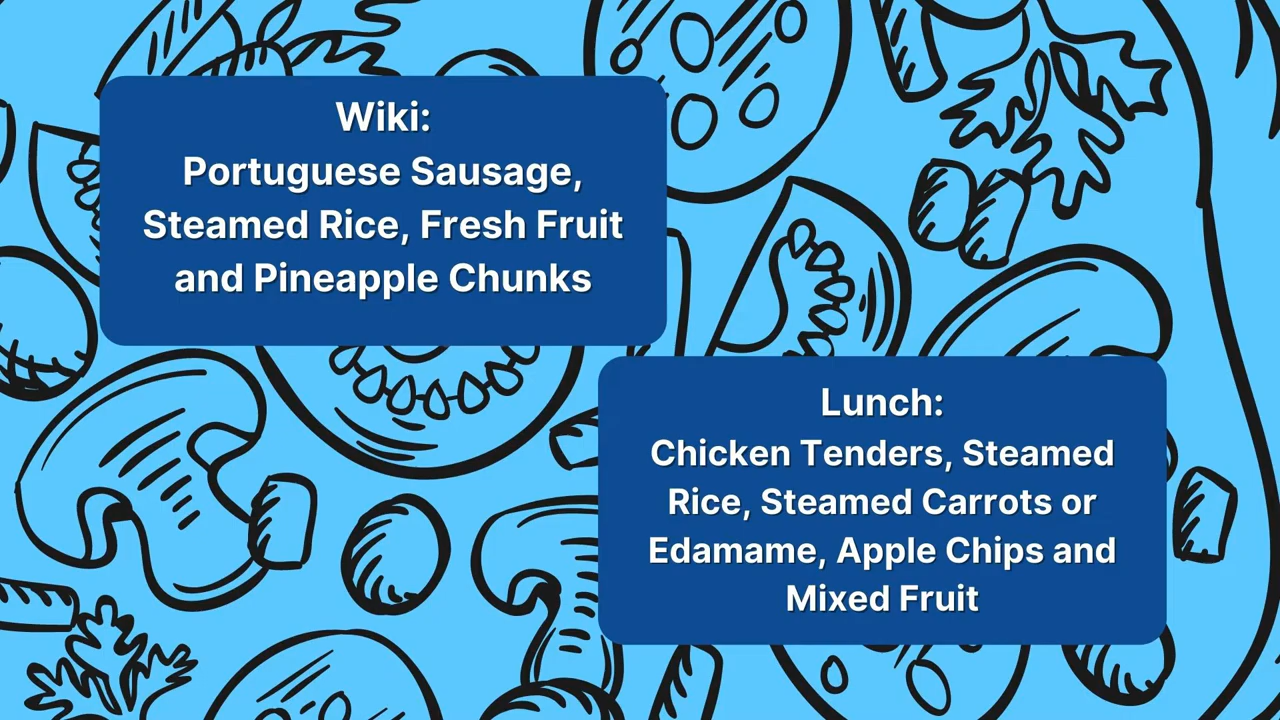 Wiki:
Portuguese Sausage,
Steamed Rice, Fresh Fruit
and Pineapple Chunks
Lunch:
Chicken Tenders, Steamed
Rice, Steamed Carrots or
Edamame, Apple Chips and
Mixed Fruit